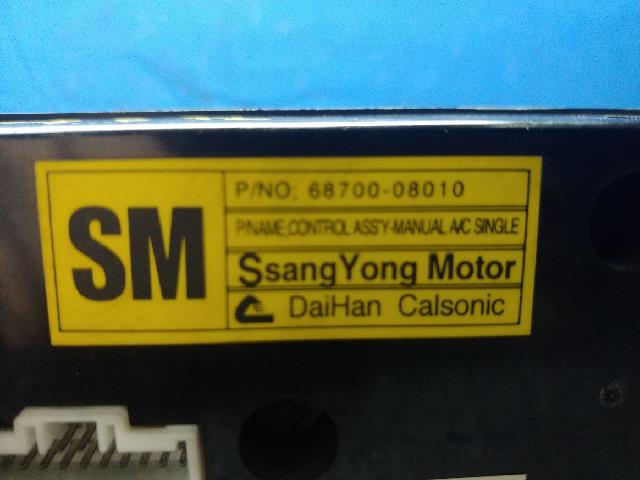 SM
P/NO; 68700-08010
P/NAME;CONTROL ASS'Y-MANUAL A/C SINGLE
SsangYong Motor
DaiHan Calsonic